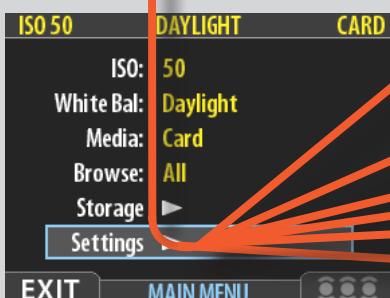 ISO 50 DAYLIGHT CARD
ISO: 50
White Bal: Daylight
Media: Card
Browse: All
Storage
Settings
EXIT MAIN MENU